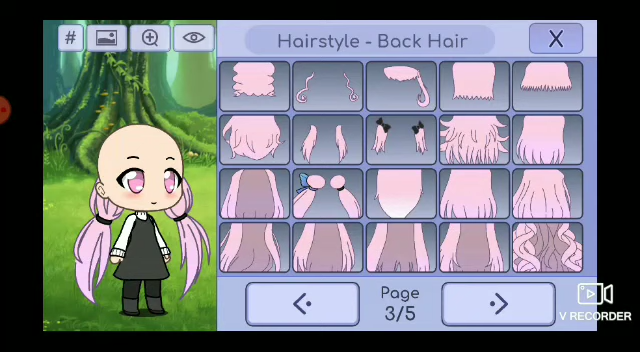 #
Hairstyle - Back Hair
X
Page
3/5
V RECORDER